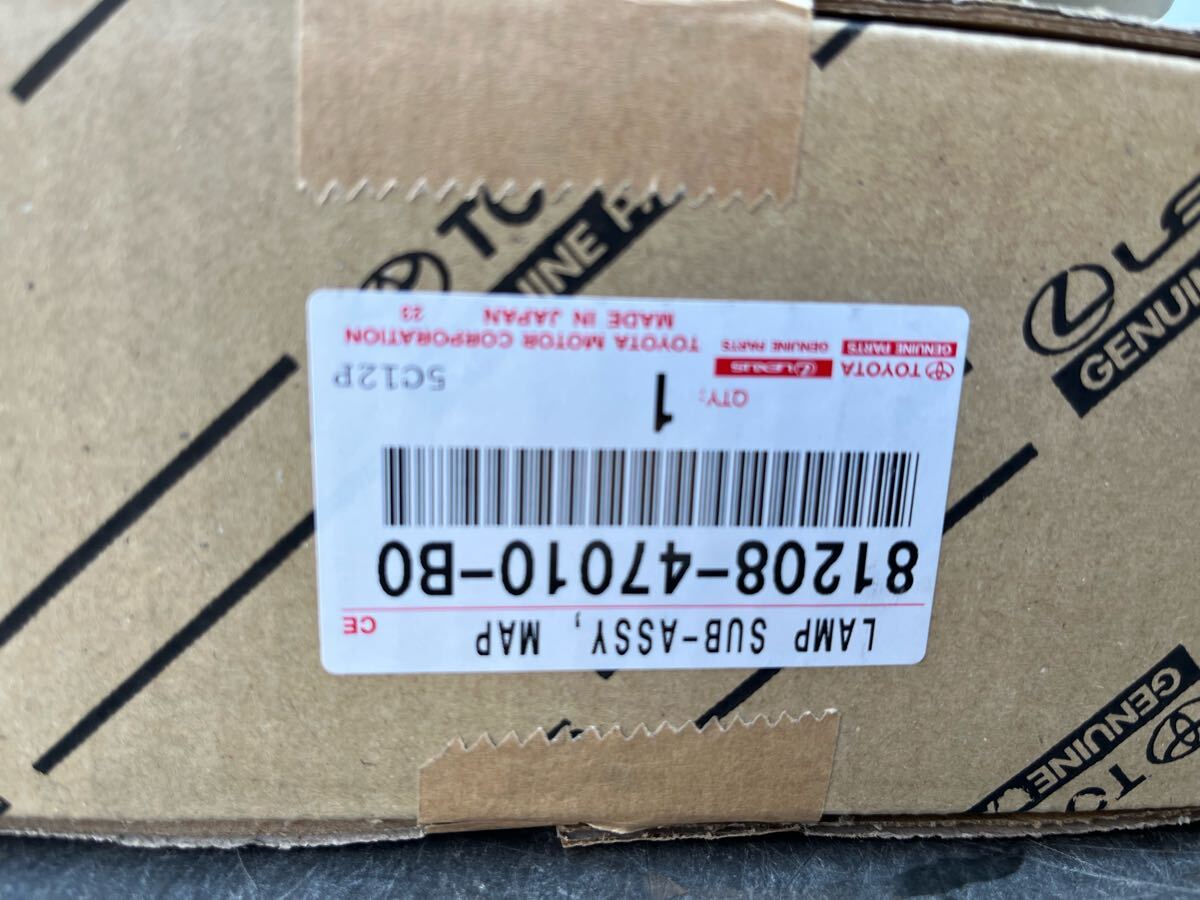 LAMP SUB-ASSY, MAP
CE
81208-47010-B0
QTY:
1
5C12P
TOYOTA
GENUINE PARTS
LEXUS
GENUINE PARTS
TOYOTA MOTOR CORPORATION
MADE IN JAPAN
23
GENUINE